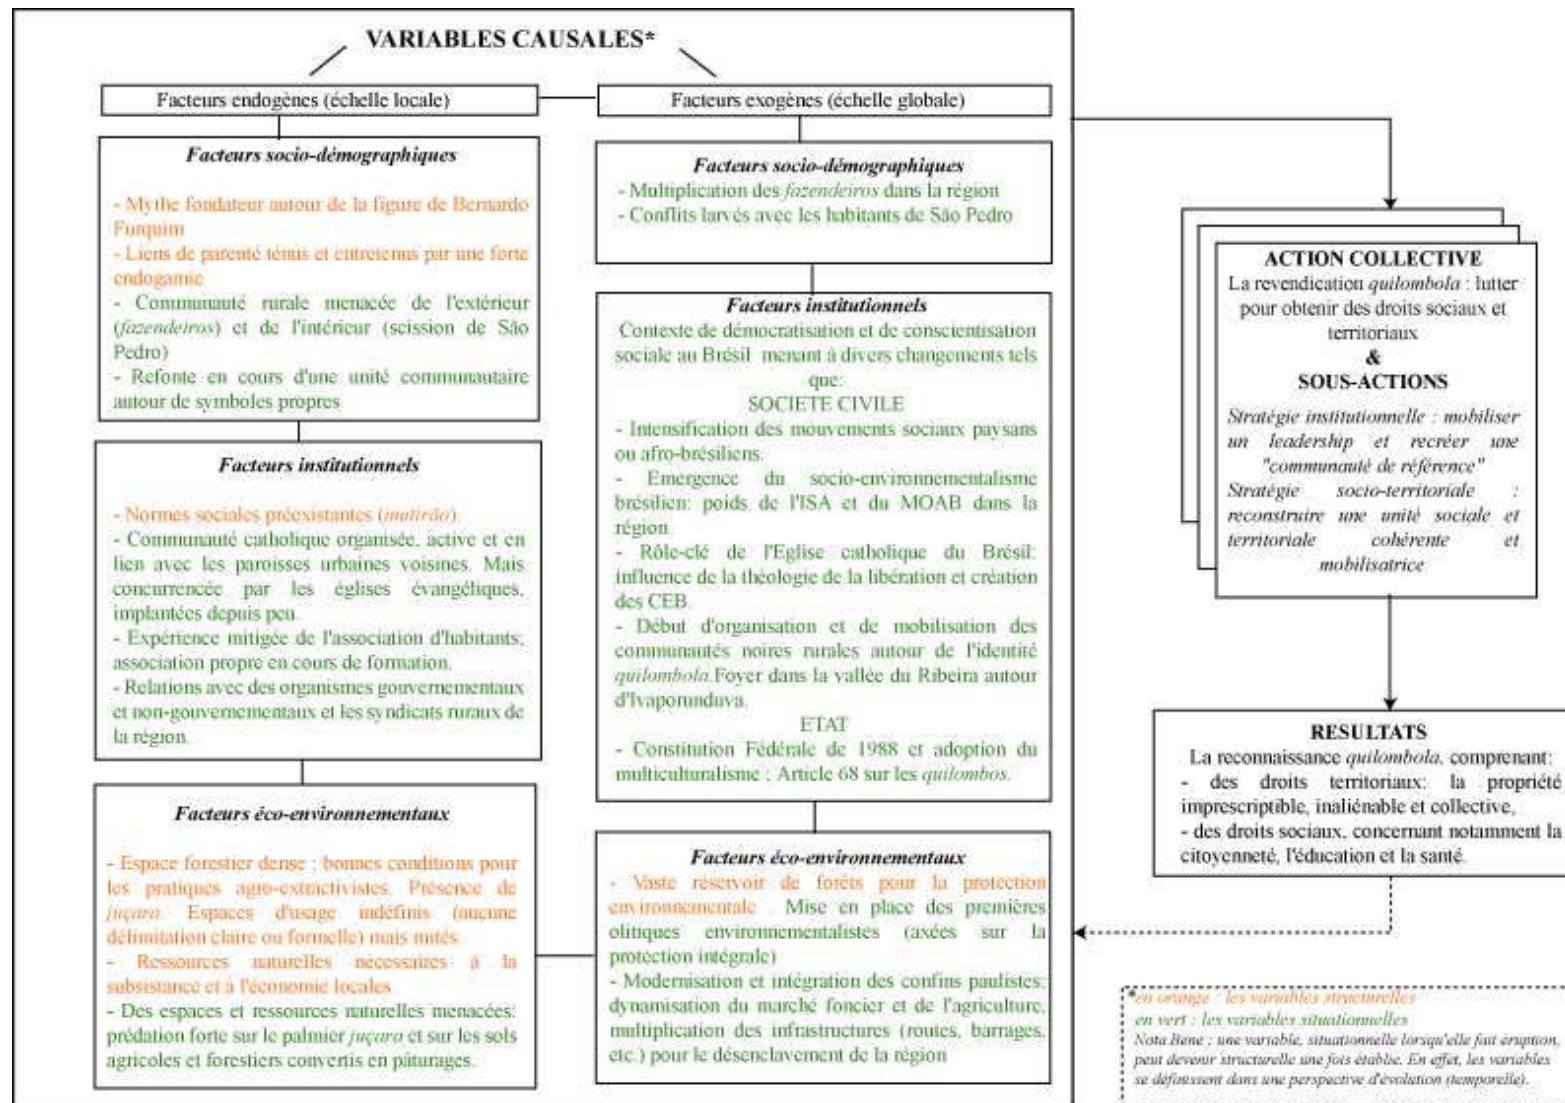 VARIABLES CAUSALES*
Facteurs endogènes (échelle locale)
Facteurs socio-démographiques
- Mythe fondateur autour de la figure de Bernardo
Furquim
- Liens de parenté ténus et entretenus par une forte
endogamie
- Communauté rurale menacée de l'extérieur
(fazendeiros) et de l'intérieur (scission de São
Pedro)
- Refonte en cours d'une unité communautaire
autour de symboles propres
Facteurs institutionnels
- Normes sociales préexistantes (mutirão)
- Communauté catholique organisée, active et en
lien avec les paroisses urbaines voisines. Mais
concurrencée par les églises évangéliques,
implantées depuis peu.
- Expérience mitigée de l'association d'habitants,
association propre en cours de formation.
- Relations avec des organismes gouvernementaux
et non-gouvernementaux et les syndicats ruraux de
la région.
Facteurs éco-environnementaux
- Espace forestier dense : bonnes conditions pour
les pratiques agro-extractivistes. Présence de
juçara. Espaces d'usage indéfinis (aucune
délimitation claire ou formelle) mais mités.
- Ressources naturelles nécessaires à la
subsistance et à l'économie locales
- Des espaces et ressources naturelles menacées:
prédation forte sur le palmier juçara et sur les sols
agricoles et forestiers convertis en pâturages.
Facteurs exogènes (échelle globale)
Facteurs socio-démographiques
- Multiplication des fazendeiros dans la région
- Conflits larvés avec les habitants de São Pedro
Facteurs institutionnels
Contexte de démocratisation et de conscientisation
sociale au Brésil menant à divers changements tels
que:
SOCIETE CIVILE
- Intensification des mouvements sociaux paysans
ou afro-brésiliens.
- Emergence du socio-environnementalisme
brésilien: poids de l'ISA et du MOAB dans la
région
- Rôle-clé de l'Eglise catholique du Brésil:
influence de la théologie de la libération et création
des CEB.
- Début d'organisation et de mobilisation des
communautés noires rurales autour de l'identité
quilombola.Foyer dans la vallée du Ribeira autour
d'Ivaporunduva.
ETAT
- Constitution Fédérale de 1988 et adoption du
multiculturalisme : Article 68 sur les quilombos.
Facteurs éco-environnementaux
- Vaste réservoir de forêts pour la protection
environnementale . Mise en place des premières
olitiques environnementalistes (axées sur la
protection intégrale)
- Modernisation et intégration des confins paulistes:
dynamisation du marché foncier et de l'agriculture,
multiplication des infrastructures (routes, barrages,
etc.) pour le désenclavement de la région
ACTION COLLECTIVE
La revendication quilombola : lutter
pour obtenir des droits sociaux et
territoriaux
&
SOUS-ACTIONS
Stratégie institutionnelle : mobiliser
un leadership et recréer une
"communauté de référence"
Stratégie socio-territoriale :
reconstruire une unité sociale et
territoriale cohérente et
mobilisatrice
RESULTATS
La reconnaissance quilombola, comprenant:
- des droits territoriaux: la propriété
imprescriptible, inaliénable et collective,
- des droits sociaux, concernant notamment la
citoyenneté, l'éducation et la santé.
*en orange : les variables structurelles
en vert : les variables situationnelles
Nota Bene : une variable, situationnelle lorsqu'elle fait éruption,
peut devenir structurelle une fois établie. En effet, les variables
se définissent dans une perspective d'évolution (temporelle).